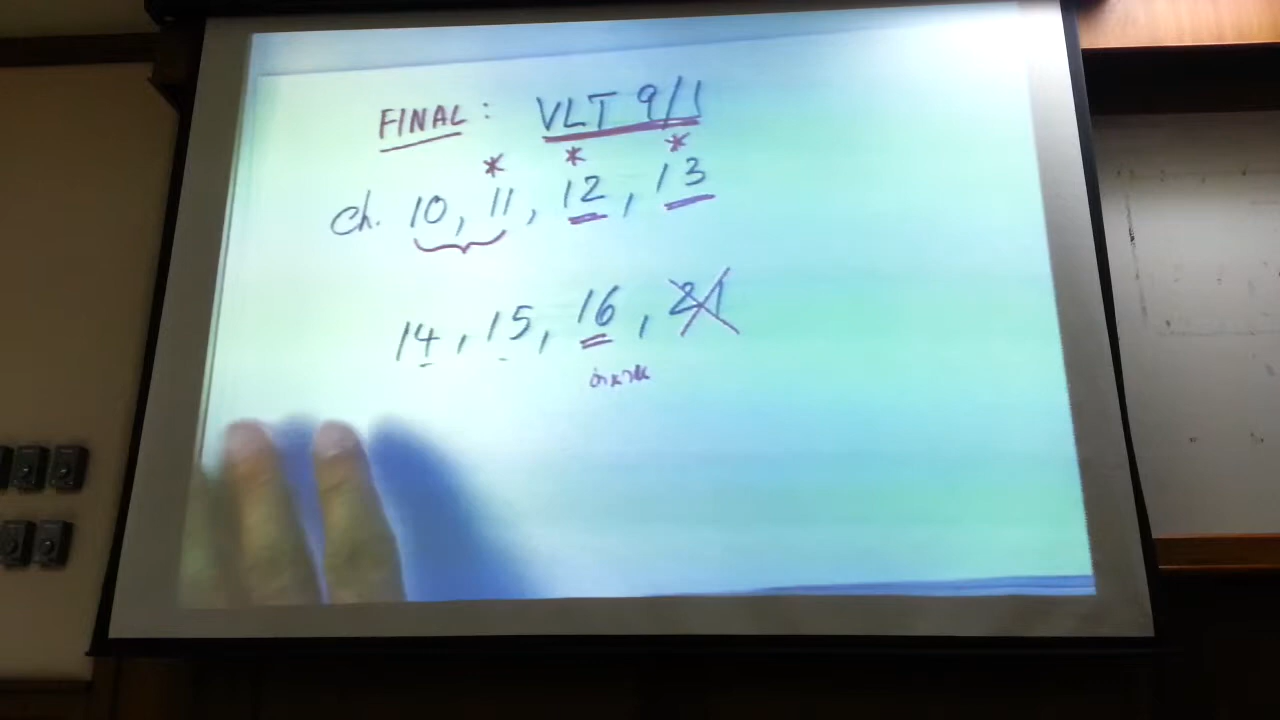 FINAL: VLT 9/1
* * *
Ch. 10, 11, 12, 13
14, 15, 16, 21